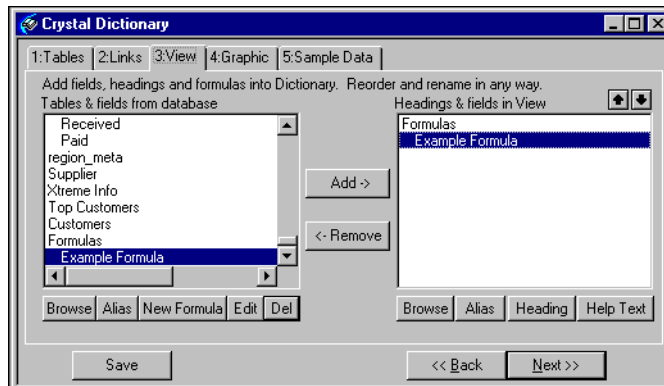 Crystal Dictionary
1:Tables 2:Links 3:View 4:Graphic 5:Sample Data
Add fields, headings and formulas into Dictionary. Reorder and rename in any way.
Tables & fields from database
Headings & fields in View
Received
Paid
region_meta
Supplier
Xtreme Info
Top Customers
Customers
Formulas
Example Formula
Add ->
<- Remove
Formulas
Example Formula
Browse Alias New Formula Edit Del
Browse Alias Heading Help Text
Save
<< Back Next >>